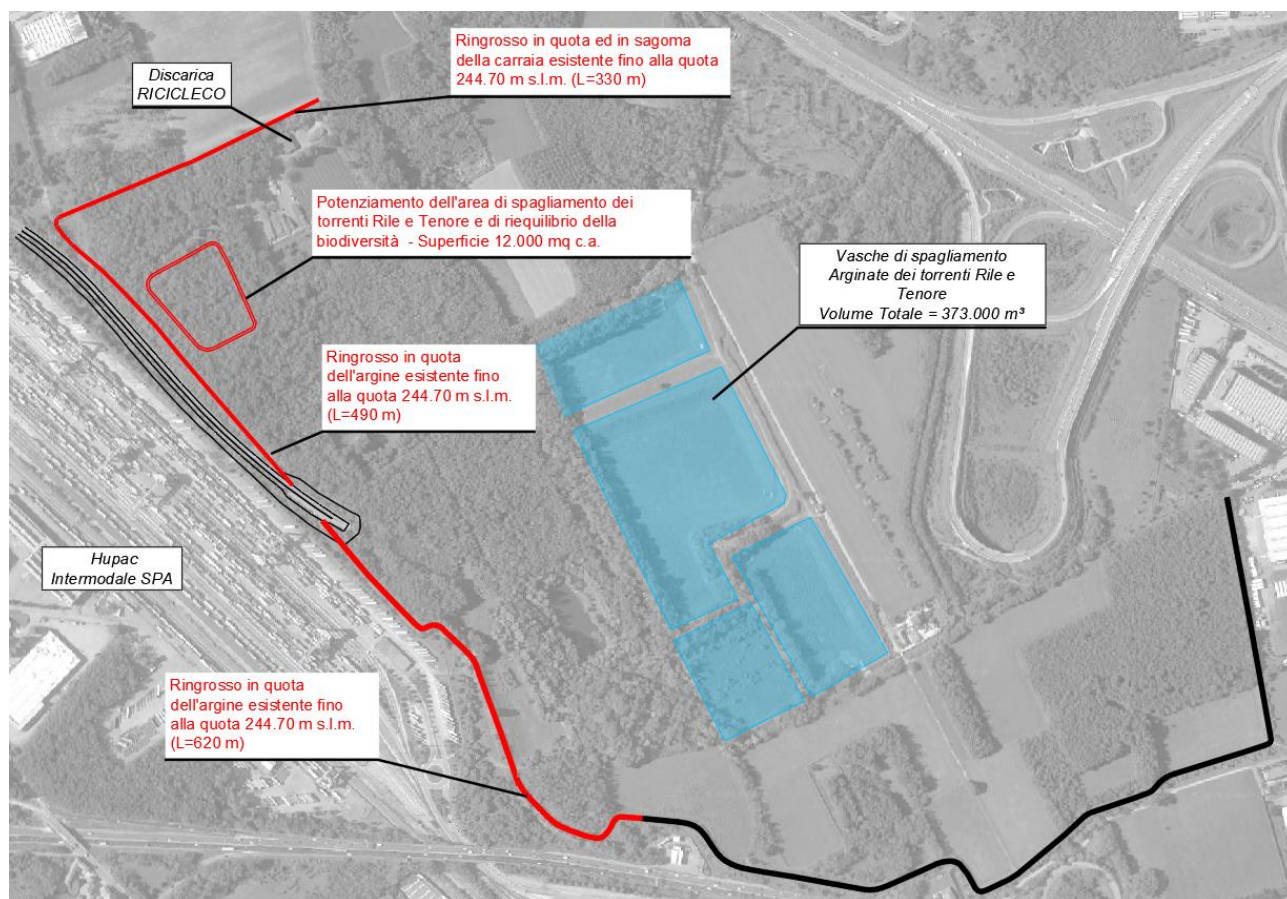 Ringrosso in quota ed in sagoma
della carraia esistente fino alla quota
244.70 m s.l.m. (L=330 m)
Discarica
RICICLECO
Potenziamento dell'area di spagliamento dei
torrenti Rile e Tenore e di riequilibrio della
biodiversità - Superficie 12.000 mq c.a.
Vasche di spagliamento
Arginate dei torrenti Rile e
Tenore
Volume Totale = 373.000 m³
Ringrosso in quota
dell'argine esistente fino
alla quota 244.70 m s.l.m.
(L=490 m)
Hupac
Intermodale SPA
Ringrosso in quota
dell'argine esistente fino
alla quota 244.70 m s.l.m.
(L=620 m)